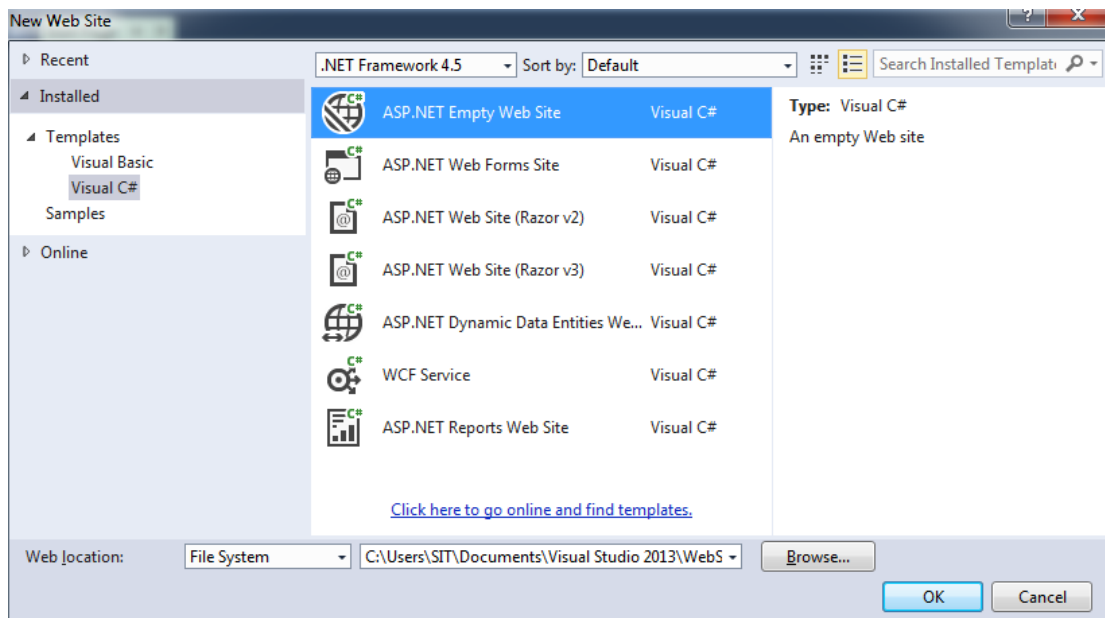 New Web Site
?
x
Recent
.NET Framework 4.5
Sort by: Default
Search Installed Templat
Installed
Templates
Visual Basic
Visual C#
Samples
Online
C#
ASP.NET Empty Web Site Visual C#
C#
ASP.NET Web Forms Site Visual C#
C#
@
ASP.NET Web Site (Razor v2) Visual C#
C#
@
ASP.NET Web Site (Razor v3) Visual C#
C#
ASP.NET Dynamic Data Entities We... Visual C#
C#
WCF Service Visual C#
C#
ASP.NET Reports Web Site Visual C#
Click here to go online and find templates.
Type: Visual C#
An empty Web site
Web location: File System C:\Users\SIT\Documents\Visual Studio 2013\WebS Browse...
OK Cancel